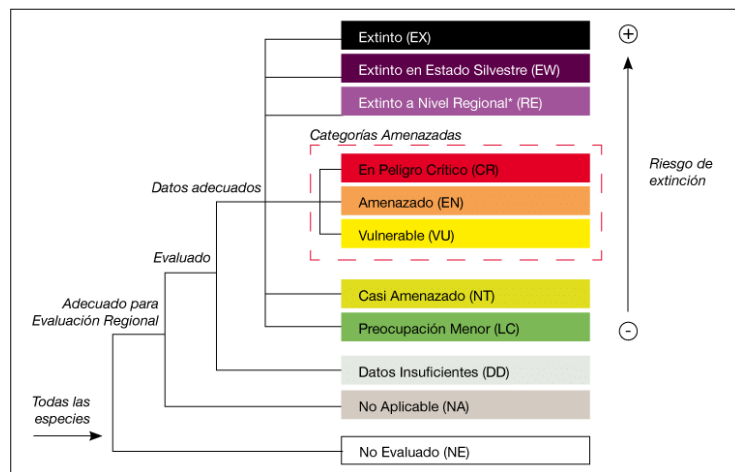 Extinto (EX)
Extinto en Estado Silvestre (EW)
Extinto a Nivel Regional* (RE)
Categorías Amenazadas
En Peligro Crítico (CR)
Riesgo de
extinción
Datos adecuados
Amenazado (EN)
Vulnerable (VU)
Evaluado
Casi Amenazado (NT)
Adecuado para
Evaluación Regional
Preocupación Menor (LC)
Datos Insuficientes (DD)
Todas las
especies
No Aplicable (NA)
No Evaluado (NE)
+
-